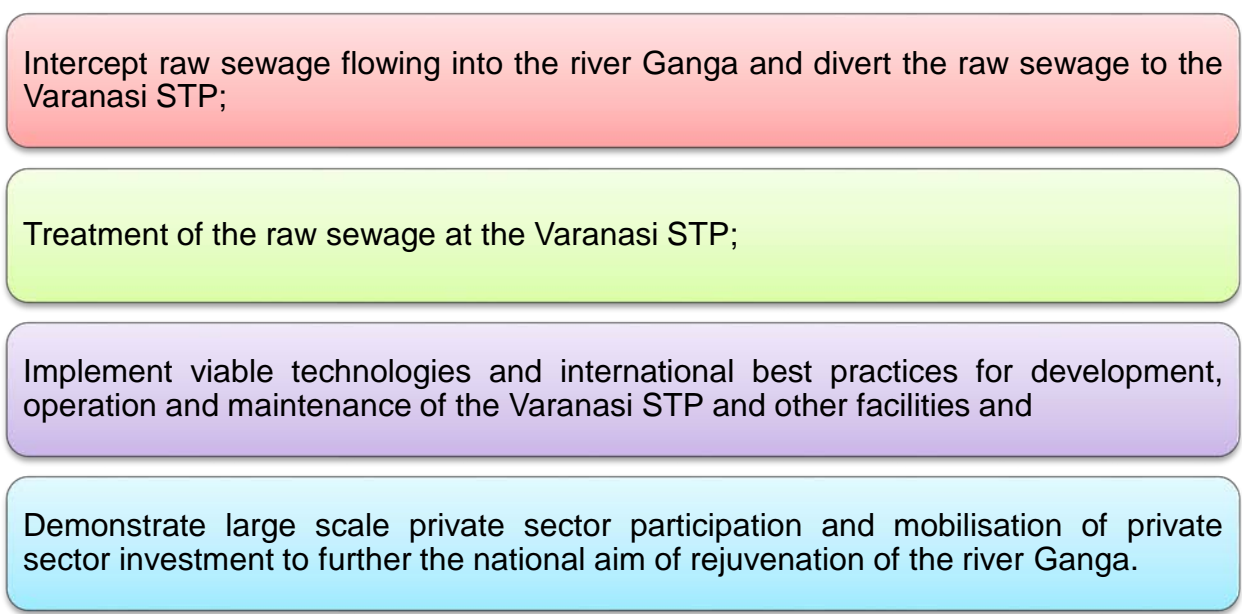 Intercept raw sewage flowing into the river Ganga and divert the raw sewage to the
Varanasi STP;
Treatment of the raw sewage at the Varanasi STP;
Implement viable technologies and international best practices for development,
operation and maintenance of the Varanasi STP and other facilities and
Demonstrate large scale private sector participation and mobilisation of private
sector investment to further the national aim of rejuvenation of the river Ganga.